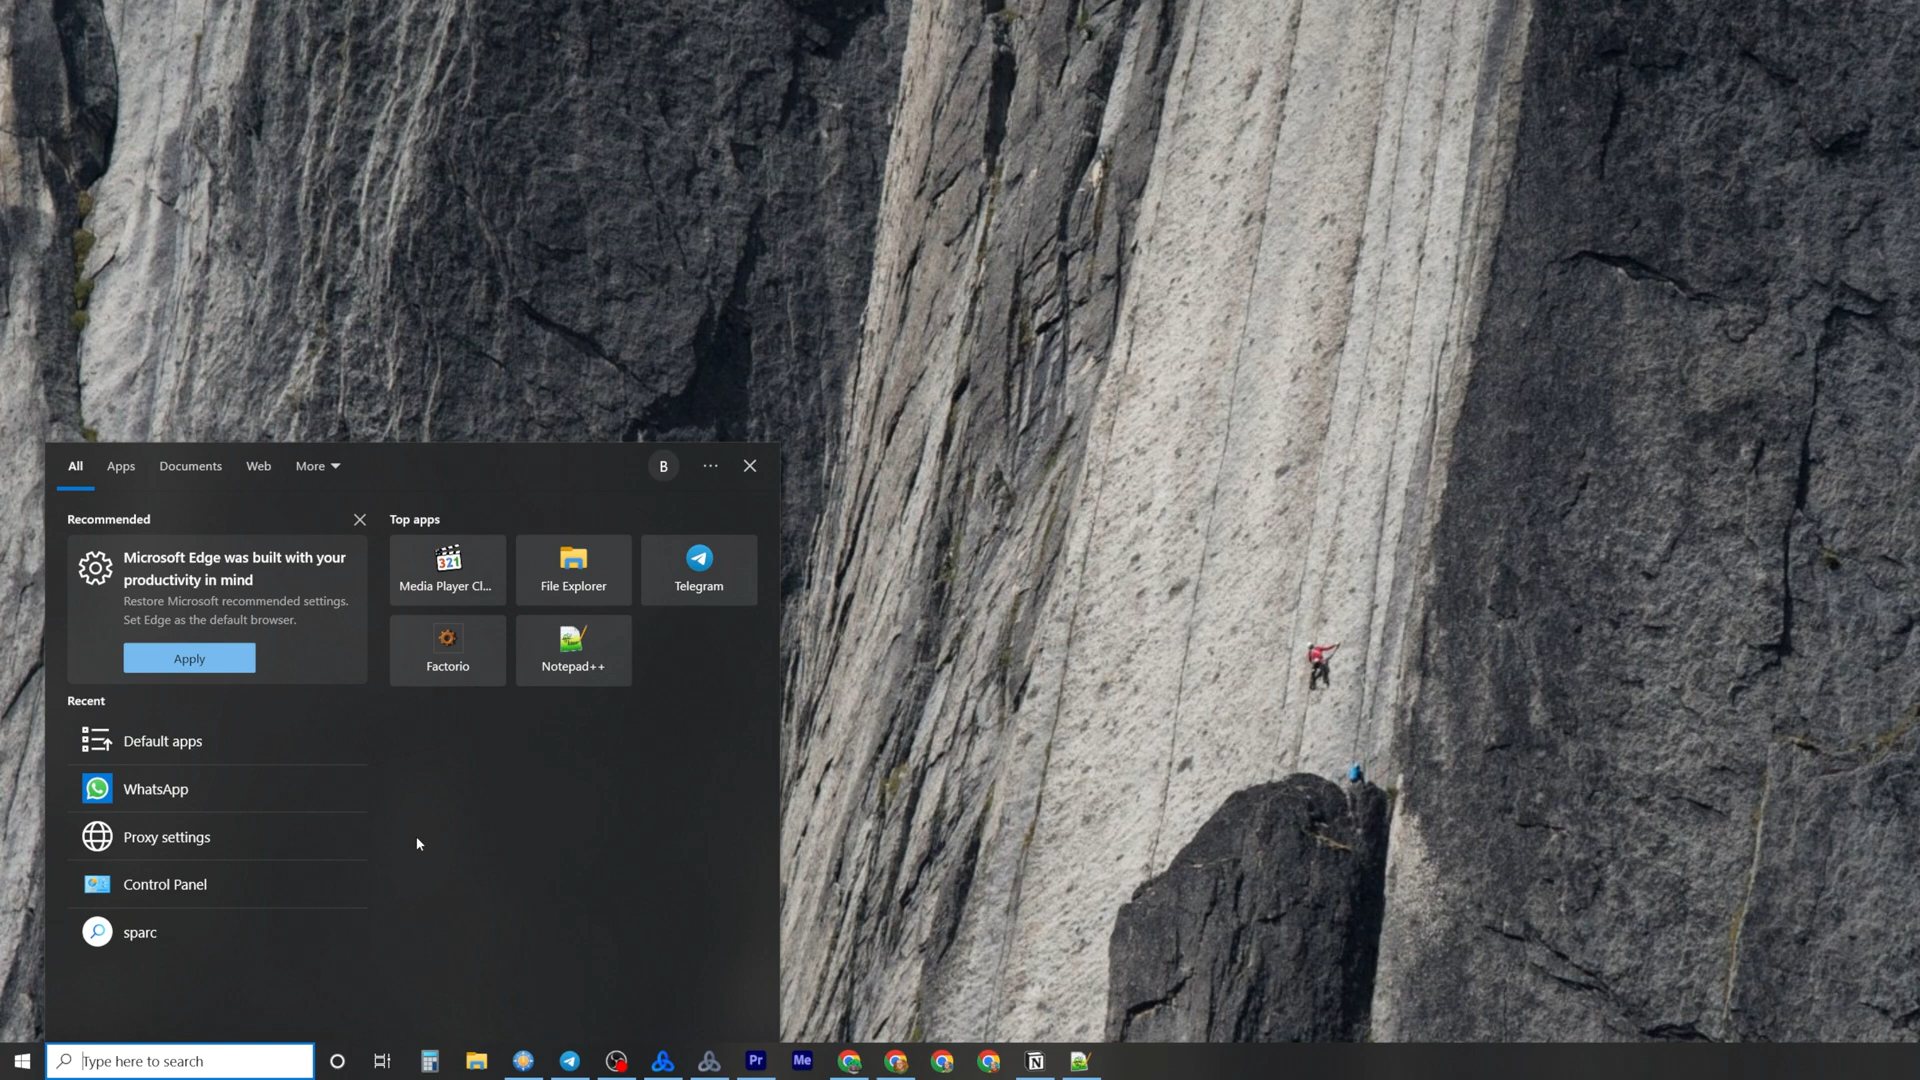 All Apps Documents Web More B ...
Recommended
Microsoft Edge was built with your
productivity in mind
Restore Microsoft recommended settings.
Set Edge as the default browser.
Apply
Top apps
321
Media Player Cl...
File Explorer
Telegram
Factorio
Notepad++
Recent
Default apps
WhatsApp
Proxy settings
Control Panel
sparc
Type here to search
Pr
Me
N